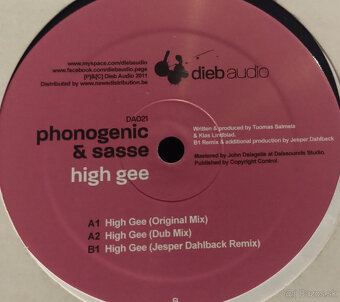 www.myspace.com/diebaudio
www.facebook.com/diebaudio.page
[P]&[C] Dieb Audio 2011
Distributed by www.newsdistribution.be
dieb audio
DA021
phonogenic
& sasse
high gee
Written & produced by Tuomas Salmela
& Klas Lindblad.
B1 Remix & additional production by Jesper Dahlback
Mastered by John Dalagelis at Dalasounds Studio.
Published by Copyright Control.
A1 High Gee (Original Mix)
A2 High Gee (Dub Mix)
B1 High Gee (Jesper Dahlback Remix)